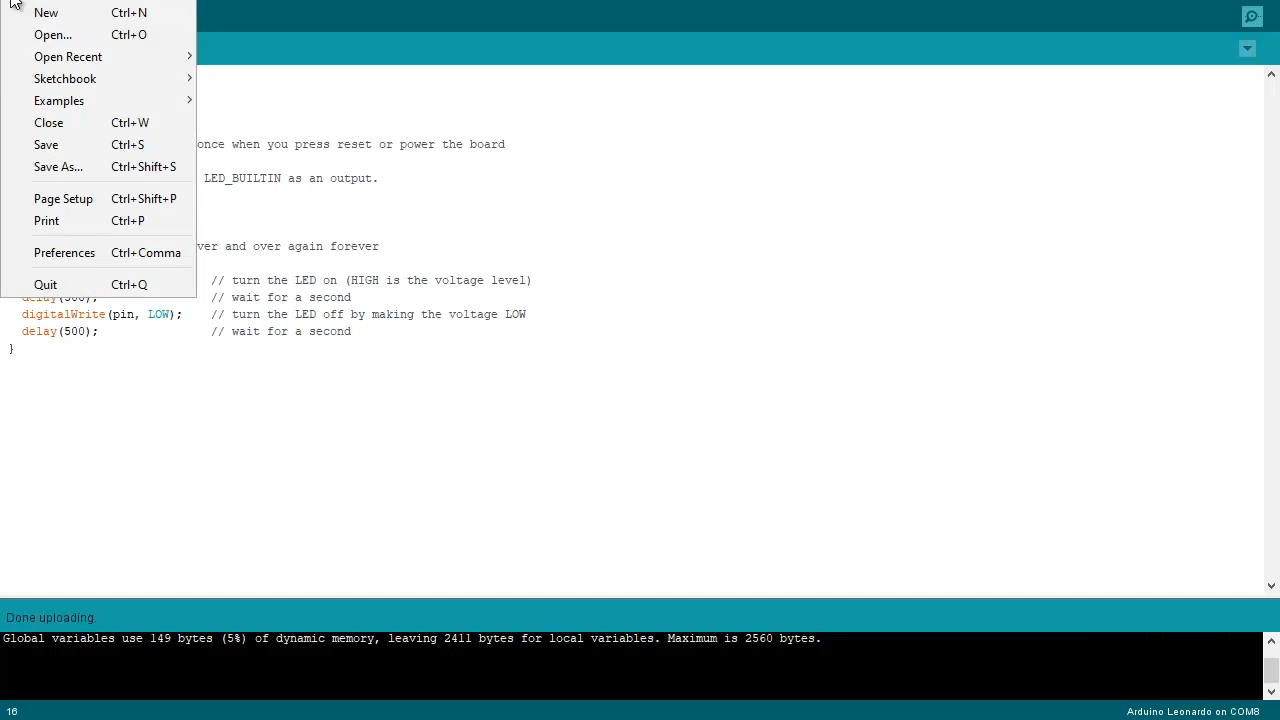 New Ctrl+N
Open... Ctrl+O
Open Recent
Sketchbook
Examples
Close Ctrl+W
Save Ctrl+S
Save As... Ctrl+Shift+S
Page Setup Ctrl+Shift+P
Print Ctrl+P
Preferences Ctrl+Comma
Quit Ctrl+Q
once when you press reset or power the board
LED_BUILTIN as an output.
ver and over again forever
// turn the LED on (HIGH is the voltage level)
delay(500); // wait for a second
digitalWrite(pin, LOW); // turn the LED off by making the voltage LOW
delay(500); // wait for a second
}
Done uploading.
Global variables use 149 bytes (5%) of dynamic memory, leaving 2411 bytes for local variables. Maximum is 2560 bytes.
16 Arduino Leonardo on COM8